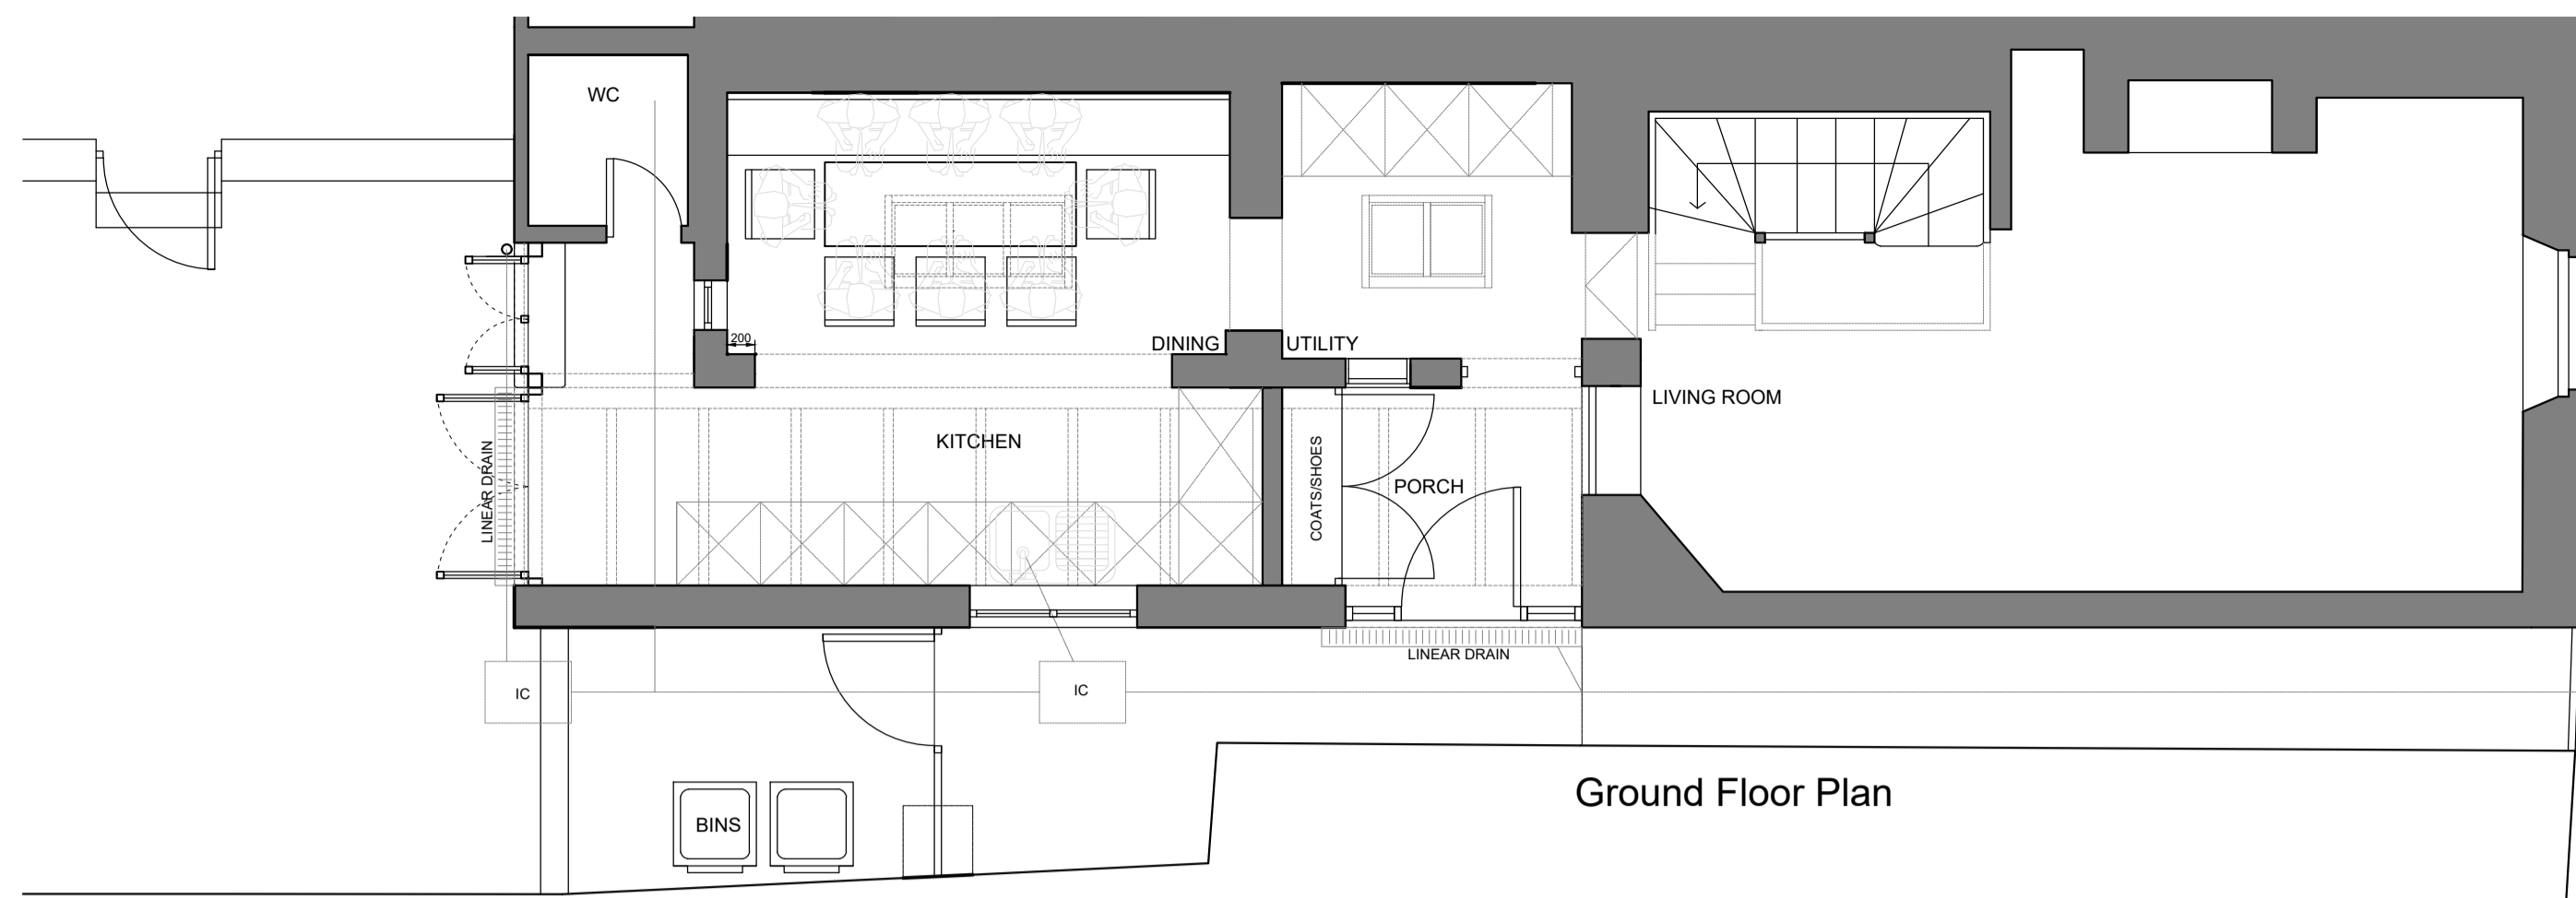 WC
200
DINING
UTILITY
LIVING ROOM
KITCHEN
LINEAR DRAIN
COATS/SHOES
PORCH
LINEAR DRAIN
IC
IC
Ground Floor Plan
BINS